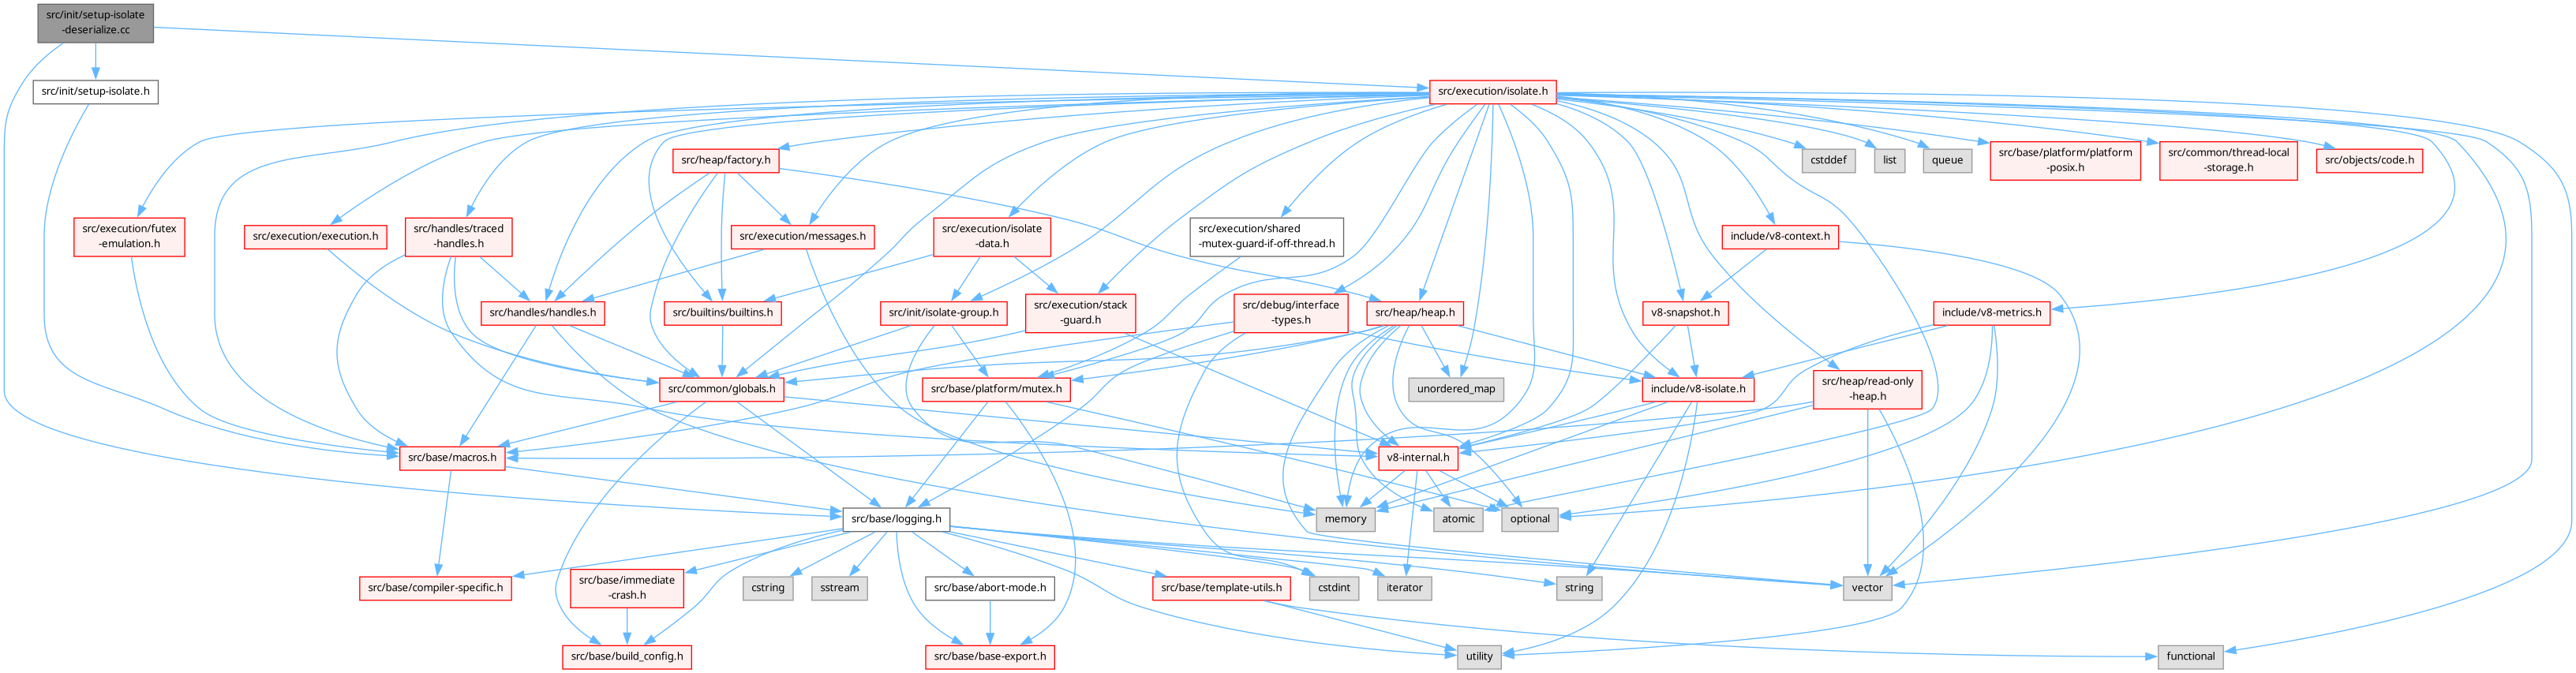 src/init/setup-isolate
-deserialize.cc
src/init/setup-isolate.h
src/execution/isolate.h
src/heap/factory.h
cstddef
list
queue
src/base/platform/platform
-posix.h
src/common/thread-local
-storage.h
src/objects/code.h
src/execution/futex
-emulation.h
src/execution/execution.h
src/handles/traced
-handles.h
src/execution/messages.h
src/execution/isolate
-data.h
src/execution/shared
-mutex-guard-if-off-thread.h
include/v8-context.h
src/handles/handles.h
src/builtins/builtins.h
src/init/isolate-group.h
src/execution/stack
-guard.h
src/debug/interface
-types.h
src/heap/heap.h
v8-snapshot.h
include/v8-metrics.h
src/common/globals.h
src/base/platform/mutex.h
unordered_map
include/v8-isolate.h
src/heap/read-only
-heap.h
src/base/macros.h
v8-internal.h
src/base/logging.h
memory
atomic
optional
src/base/compiler-specific.h
src/base/immediate
-crash.h
cstring
sstream
src/base/abort-mode.h
src/base/template-utils.h
cstdint
iterator
string
vector
src/base/build_config.h
src/base/base-export.h
utility
functional